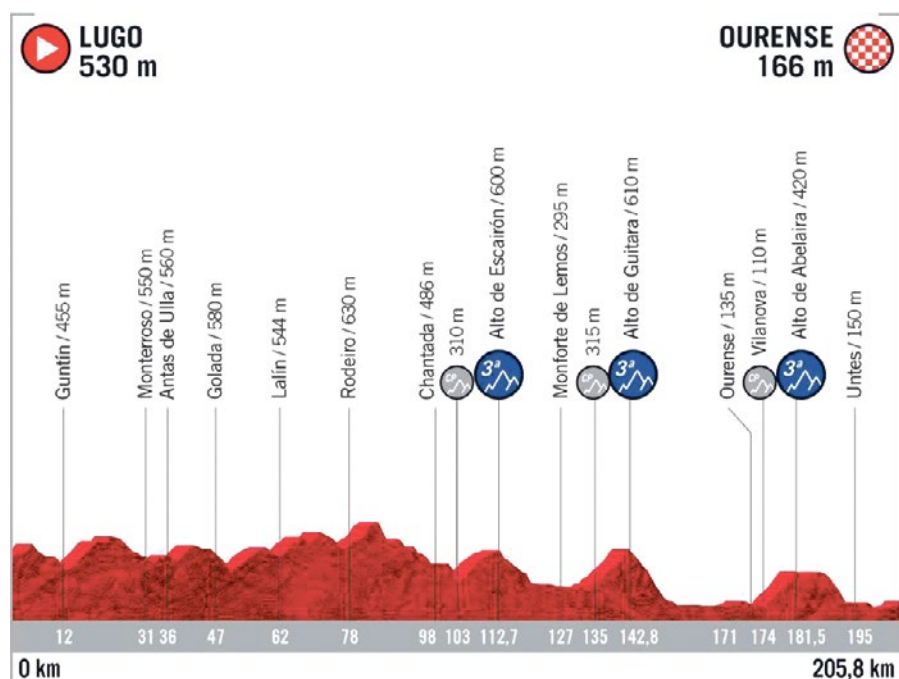 LUGO
530 m
OURENSE
166 m
Guntín / 455 m
Monterroso / 550 m
Antas de Ulla / 560 m
Golada / 580 m
Lalín / 544 m
Rodeiro / 630 m
Chantada / 486 m
CP
310 m
3ª
Alto de Escairón / 600 m
Monforte de Lemos / 295 m
CP
315 m
3ª
Alto de Guitara / 610 m
Ourense / 135 m
CP
Vilanova / 110 m
3ª
Alto de Abelaira / 420 m
Untes / 150 m
12 31 36 47 62 78 98 103 112,7 127 135 142,8 171 174 181,5 195
0 km
205,8 km